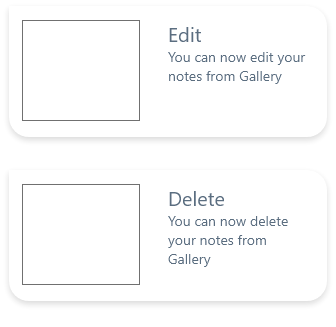 Edit
You can now edit your
notes from Gallery
Delete
You can now delete
your notes from
Gallery